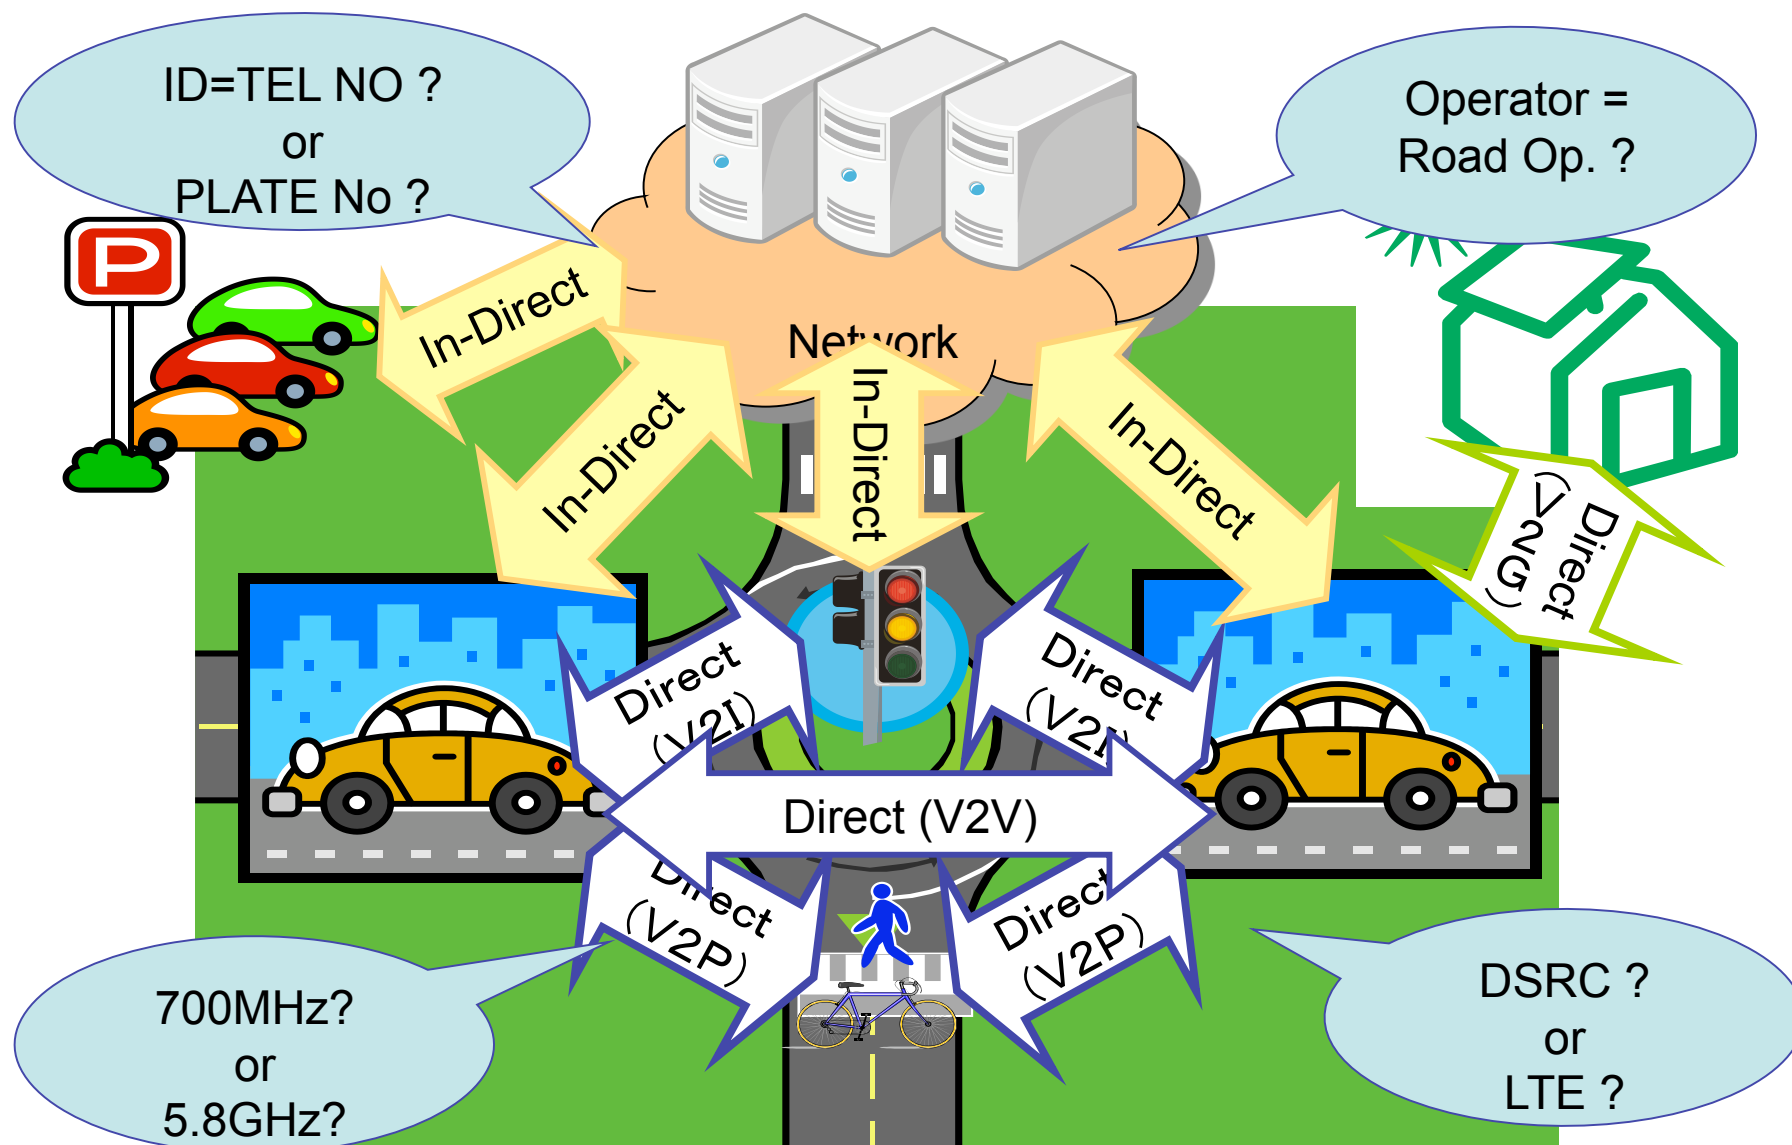 ID=TEL NO ?
or
PLATE No ?
Operator =
Road Op. ?
P
Network
In-Direct
In-Direct
In-Direct
In-Direct
Direct
(V2G)
Direct
(V2I)
Direct
(V2I)
Direct (V2V)
Direct
(V2P)
Direct
(V2P)
700MHz?
or
5.8GHz?
DSRC ?
or
LTE ?